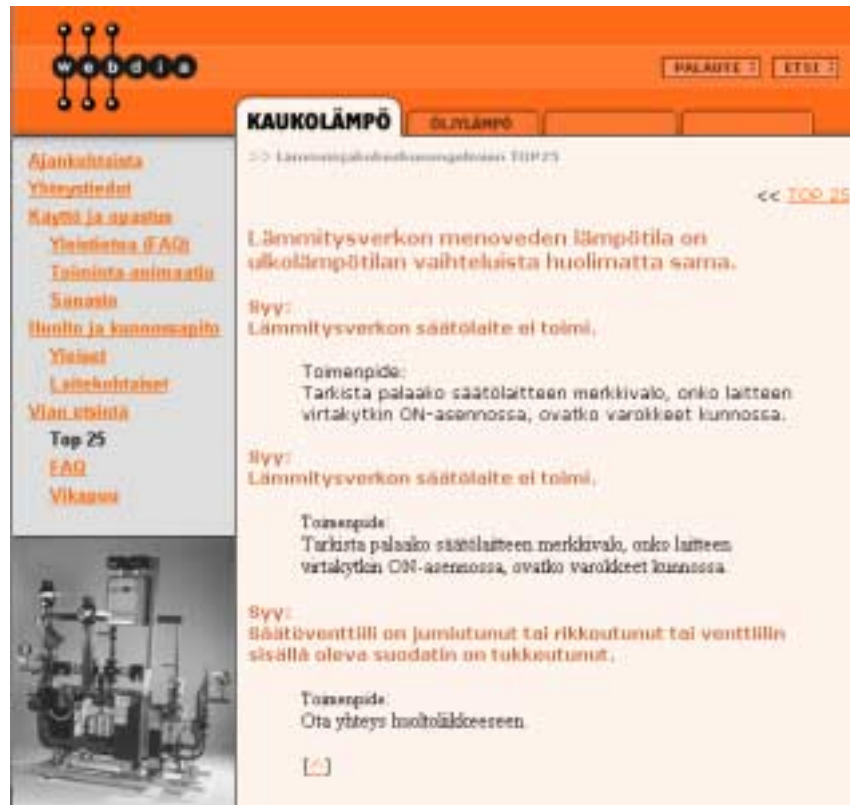 webdia
PALAUTE
ETSI
KAUKOLÄMPÖ
ÖLJYLÄMPÖ
>> Lämmönjakokeskusongelmien TOP25
<< TOP 25
Ajankohtaista
Yhteystiedot
Käyttö ja opastus
Yleistietoa (FAQ)
Toiminta-animaatio
Sanasto
Huolto ja kunnossapito
Yleiset
Laitekohtaiset
Vian etsintä
Top 25
FAQ
Vikapuu
Lämmitysverkon menoveden lämpötila on
ulkolämpötilan vaihteluista huolimatta sama.
Syy:
Lämmitysverkon säätölaite ei toimi.
Toimenpide:
Tarkista palaako säätölaitteen merkkivalo, onko laitteen
virtakytkin ON-asennossa, ovatko varokkeet kunnossa.
Syy:
Lämmitysverkon säätölaite ei toimi.
Toimenpide:
Tarkista palaako säätölaitteen merkkivalo, onko laitteen
virtakytkin ON-asennossa, ovatko varokkeet kunnossa.
Syy:
Säätöventtiili on jumiutunut tai rikkoutunut tai venttiilin
sisällä oleva suodatin on tukkeutunut.
Toimenpide:
Ota yhteys huoltoliikkeeseen.
[^]